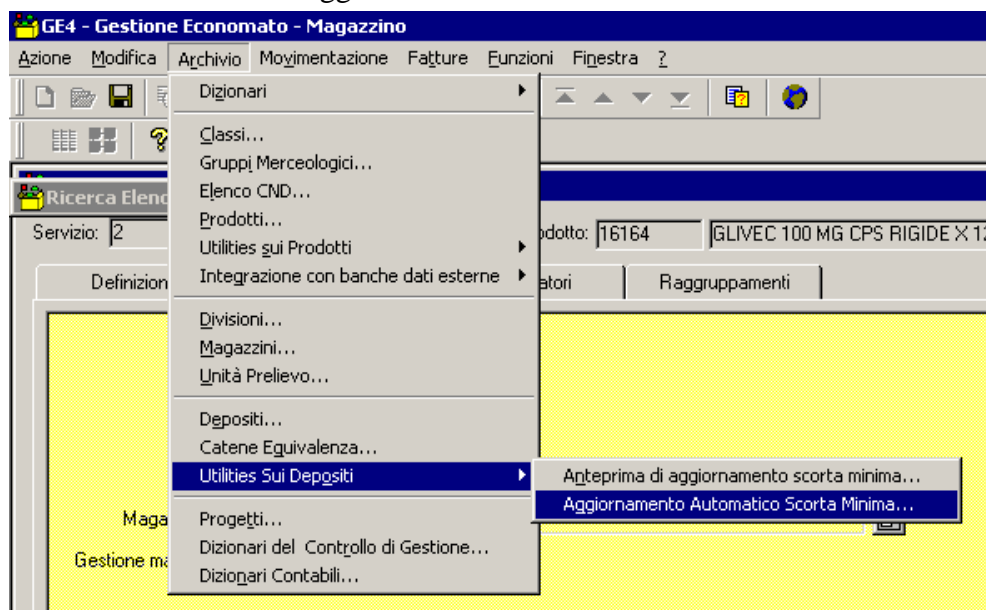 GE4 - Gestione Economato - Magazzino
Azione Modifica Archivio Movimentazione Fatture Funzioni Finestra ?
Dizionari
Classi...
Gruppi Merceologici...
Elenco CND...
Prodotti...
Utilities sui Prodotti
Integrazione con banche dati esterne
Divisioni...
Magazzini...
Unità Prelievo...
Depositi...
Catene Equivalenza...
Utilities Sui Depositi
Progetti...
Dizionari del Controllo di Gestione...
Dizionari Contabili...
Anteprima di aggiornamento scorta minima...
Aggiornamento Automatico Scorta Minima...
Ricerca Elenc
Servizio: 2 odotto: 16164 GLIVEC 100 MG CPS RIGIDE X 12
Definizion atori Raggruppamenti
Maga
Gestione ma